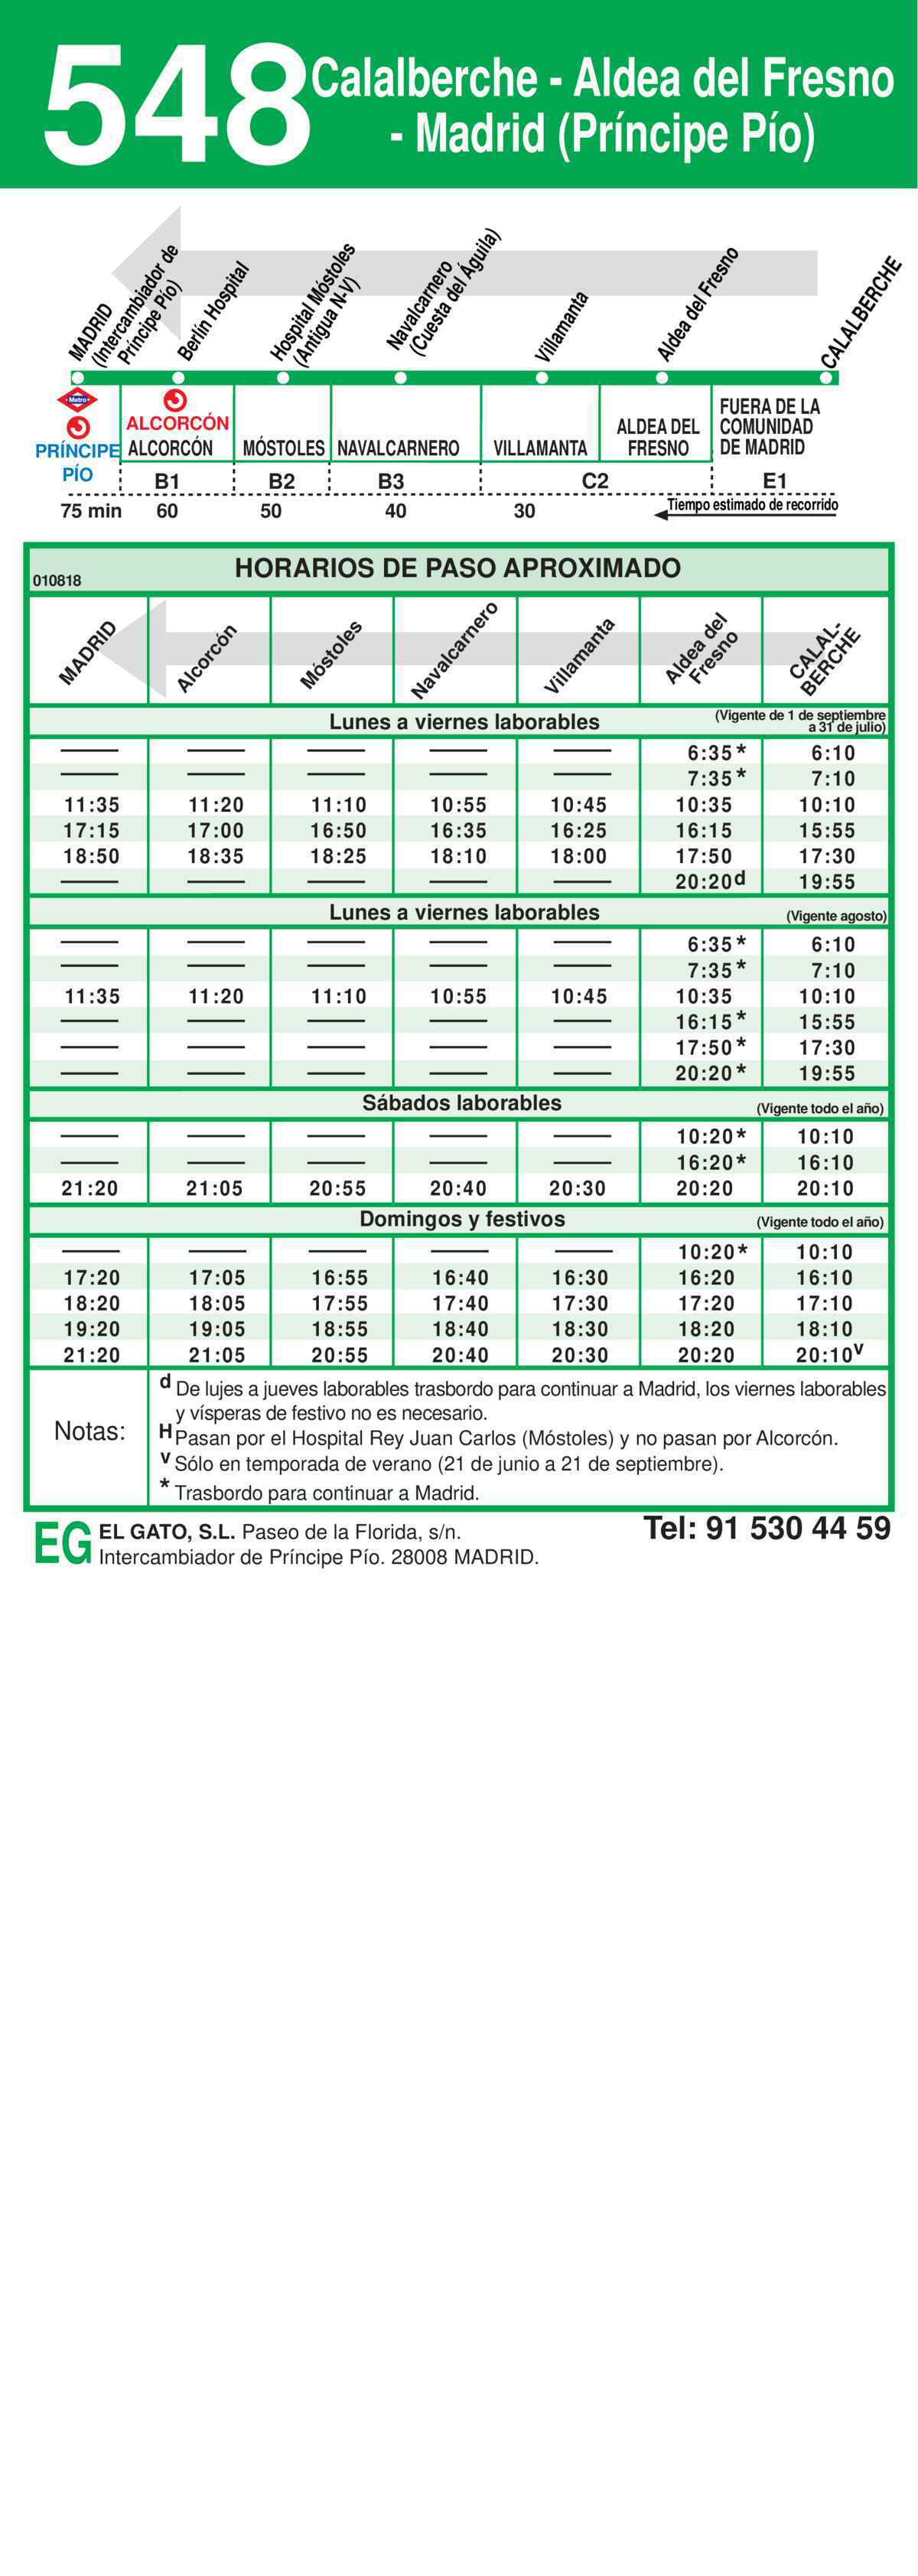 548 Calalberche - Aldea del Fresno
- Madrid (Príncipe Pío)
MADRID
(Intercambiador de
Príncipe Pío)
Berlín Hospital
Hospital Móstoles
(Antigua N-V)
Navalcarnero
(Cuesta del Águila)
Villamanta
Aldea del Fresno
CALALBERCHE
Metro
PRÍNCIPE
PÍO
ALCORCÓN
ALCORCÓN
MÓSTOLES
NAVALCARNERO
VILLAMANTA
ALDEA DEL
FRESNO
FUERA DE LA
COMUNIDAD
DE MADRID
B1 B2 B3 C2 E1
75 min 60 50 40 30 Tiempo estimado de recorrido
010818 HORARIOS DE PASO APROXIMADO
MADRID
Alcorcón
Móstoles
Navalcarnero
Villamanta
Aldea del
Fresno
CALAL-
BERCHE
Lunes a viernes laborables (Vigente de 1 de septiembre
a 31 de julio)
—— —— —— —— —— 6:35* 6:10
—— —— —— —— —— 7:35* 7:10
11:35 11:20 11:10 10:55 10:45 10:35 10:10
17:15 17:00 16:50 16:35 16:25 16:15 15:55
18:50 18:35 18:25 18:10 18:00 17:50 17:30
—— —— —— —— —— 20:20d 19:55
Lunes a viernes laborables (Vigente agosto)
—— —— —— —— —— 6:35* 6:10
—— —— —— —— —— 7:35* 7:10
11:35 11:20 11:10 10:55 10:45 10:35 10:10
—— —— —— —— —— 16:15* 15:55
—— —— —— —— —— 17:50* 17:30
—— —— —— —— —— 20:20* 19:55
Sábados laborables (Vigente todo el año)
—— —— —— —— —— 10:20* 10:10
—— —— —— —— —— 16:20* 16:10
21:20 21:05 20:55 20:40 20:30 20:20 20:10
Domingos y festivos (Vigente todo el año)
—— —— —— —— —— 10:20* 10:10
17:20 17:05 16:55 16:40 16:30 16:20 16:10
18:20 18:05 17:55 17:40 17:30 17:20 17:10
19:20 19:05 18:55 18:40 18:30 18:20 18:10
21:20 21:05 20:55 20:40 20:30 20:20 20:10v
Notas:
d De lujes a jueves laborables trasbordo para continuar a Madrid, los viernes laborables
y vísperas de festivo no es necesario.
H Pasan por el Hospital Rey Juan Carlos (Móstoles) y no pasan por Alcorcón.
v Sólo en temporada de verano (21 de junio a 21 de septiembre).
* Trasbordo para continuar a Madrid.
EG EL GATO, S.L. Paseo de la Florida, s/n.
Intercambiador de Príncipe Pío. 28008 MADRID.
Tel: 91 530 44 59